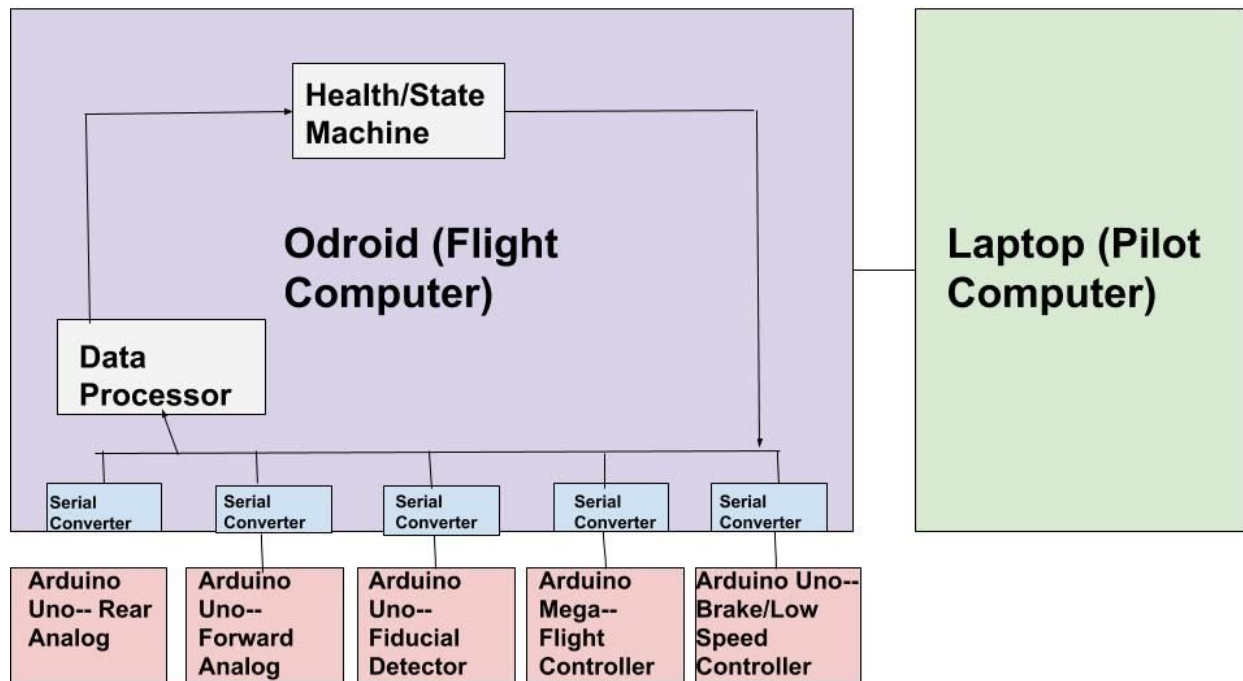 Health/State
Machine
Odroid (Flight
Computer)
Laptop (Pilot
Computer)
Data
Processor
Serial
Converter
Serial
Converter
Serial
Converter
Serial
Converter
Serial
Converter
Arduino
Uno-- Rear
Analog
Arduino
Uno--
Forward
Analog
Arduino
Uno--
Fiducial
Detector
Arduino
Mega--
Flight
Controller
Arduino Uno--
Brake/Low
Speed
Controller